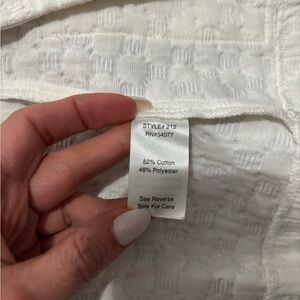 STYLE# 212
RN#54077
52% Cotton
48% Polyester
See Reverse
Side For Care